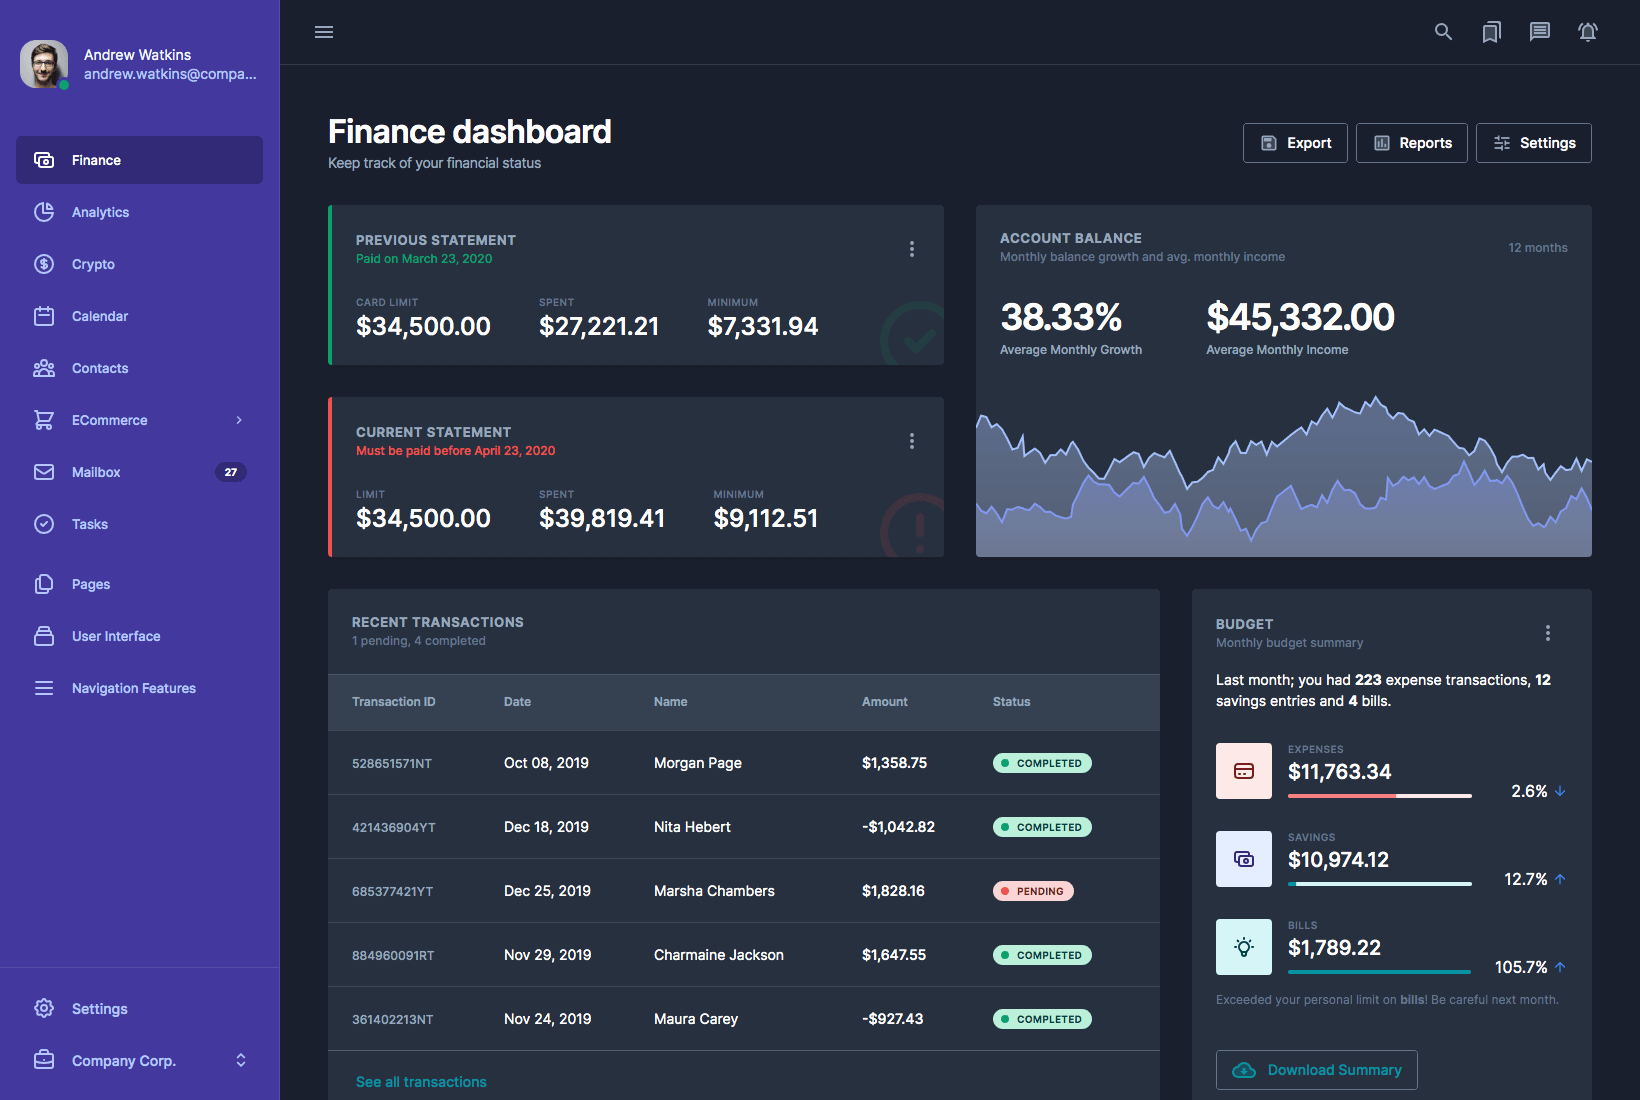 Andrew Watkins
andrew.watkins@compa...
Finance
Analytics
Crypto
Calendar
Contacts
ECommerce
Mailbox 27
Tasks
Pages
User Interface
Navigation Features
Settings
Company Corp.
Finance dashboard
Keep track of your financial status
Export Reports Settings
PREVIOUS STATEMENT
Paid on March 23, 2020
CARD LIMIT SPENT MINIMUM
$34,500.00 $27,221.21 $7,331.94
CURRENT STATEMENT
Must be paid before April 23, 2020
LIMIT SPENT MINIMUM
$34,500.00 $39,819.41 $9,112.51
ACCOUNT BALANCE
Monthly balance growth and avg. monthly income
12 months
38.33% $45,332.00
Average Monthly Growth Average Monthly Income
RECENT TRANSACTIONS
1 pending, 4 completed
Transaction ID Date Name Amount Status
528651571NT Oct 08, 2019 Morgan Page $1,358.75 COMPLETED
421436904YT Dec 18, 2019 Nita Hebert -$1,042.82 COMPLETED
685377421YT Dec 25, 2019 Marsha Chambers $1,828.16 PENDING
884960091RT Nov 29, 2019 Charmaine Jackson $1,647.55 COMPLETED
361402213NT Nov 24, 2019 Maura Carey -$927.43 COMPLETED
See all transactions
BUDGET
Monthly budget summary
Last month; you had 223 expense transactions, 12
savings entries and 4 bills.
EXPENSES
$11,763.34
2.6%
SAVINGS
$10,974.12
12.7%
BILLS
$1,789.22
105.7%
Exceeded your personal limit on bills! Be careful next month.
Download Summary